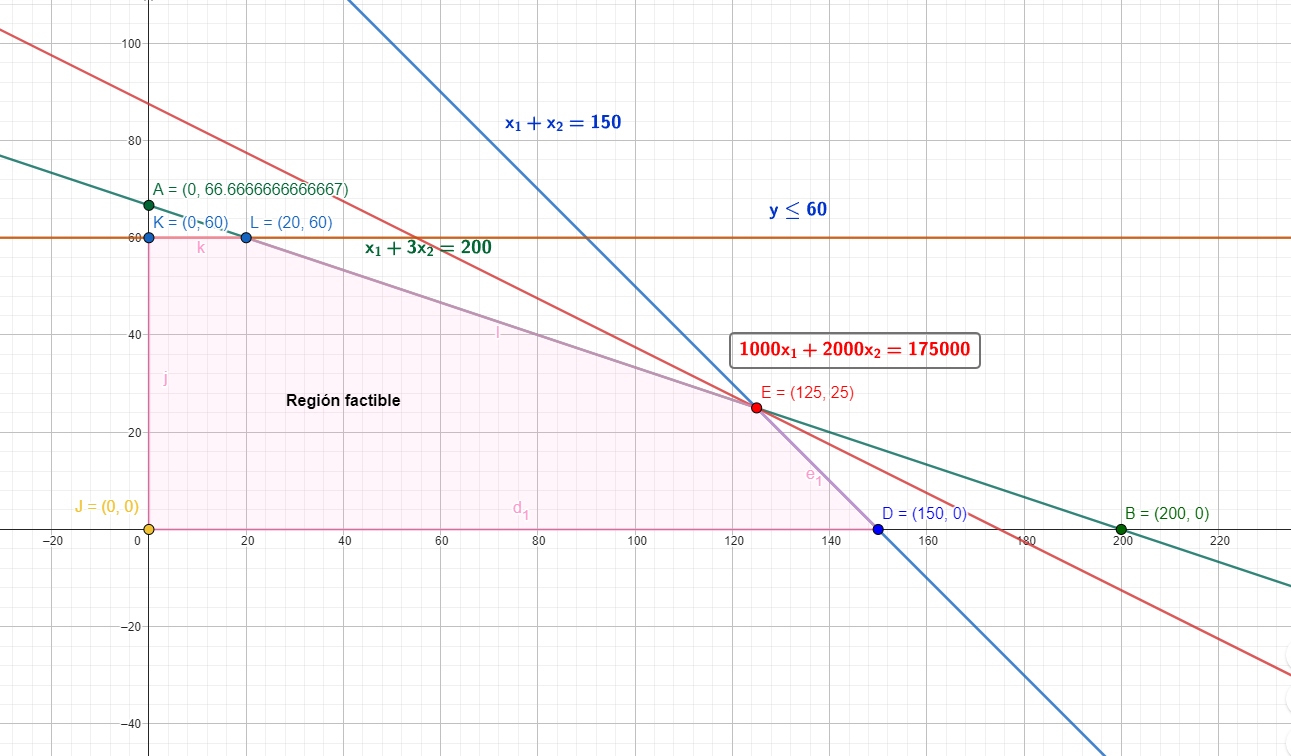 100
x₁ + x₂ = 150
80
A = (0, 66.6666666666667)
y ≤ 60
K = (0, 60)
L = (20, 60)
60
k
x₁ + 3x₂ = 200
40
l
1000x₁ + 2000x₂ = 175000
j
E = (125, 25)
Región factible
20
e₁
J = (0, 0)
d₁
D = (150, 0)
B = (200, 0)
−20
0
20
40
60
80
100
120
140
160
180
200
220
−20
−40